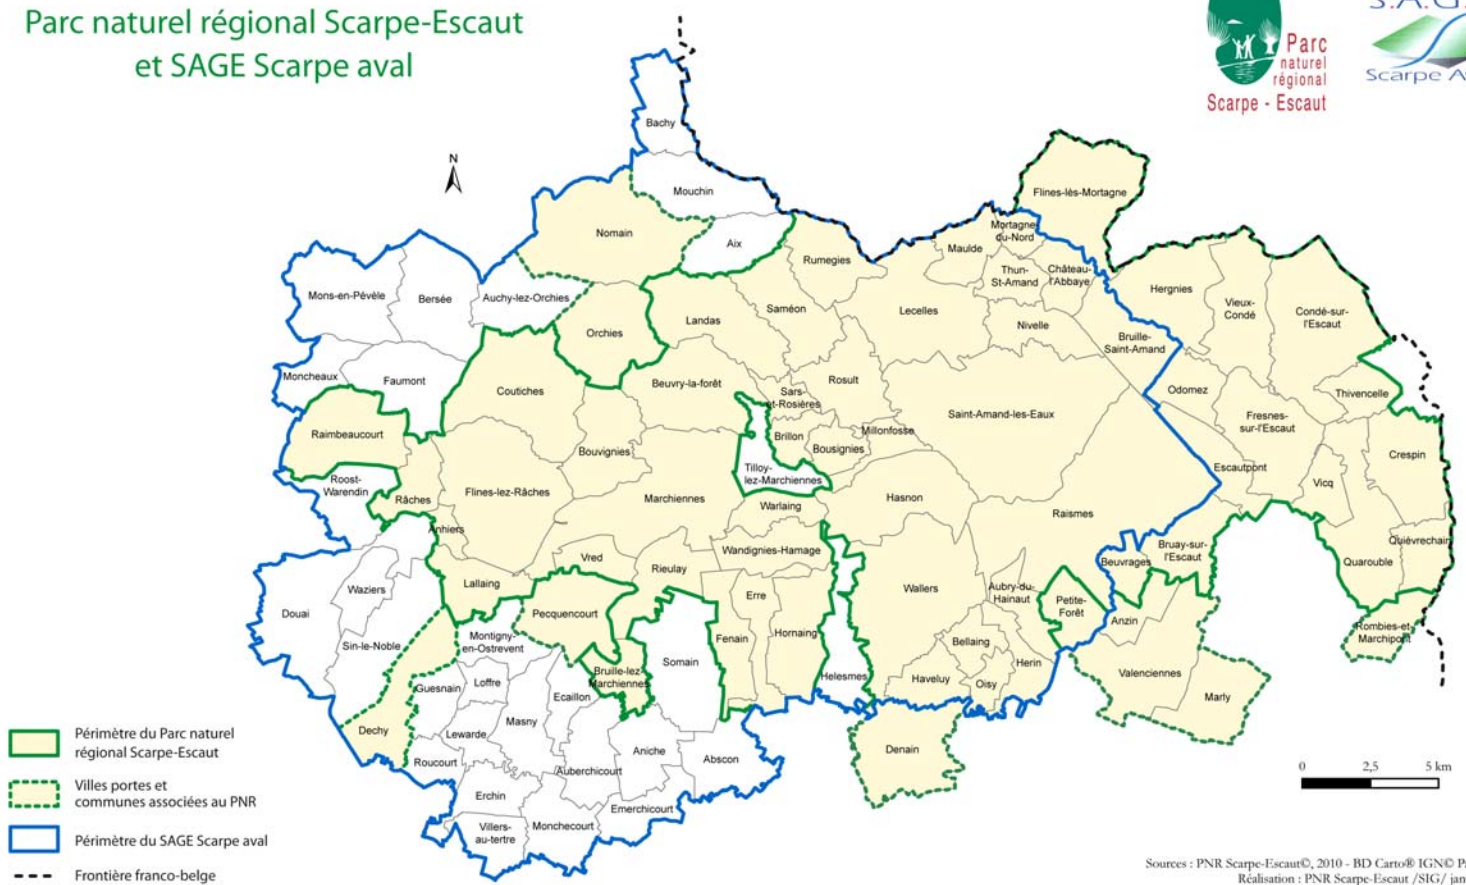 Parc naturel régional Scarpe-Escaut
et SAGE Scarpe aval
Parc
naturel
régional
Scarpe - Escaut
S.A.G.
Scarpe A
N
Bachy
Mouchin
Flines-lès-Mortagne
Nomain
Aix
Mortagne-
du-Nord
Maulde
Rumegies
Thun-
St-Amand
Château-
l'Abbaye
Hergnies
Mons-en-Pévèle
Bersée
Auchy-lez-Orchies
Vieux-
Condé
Condé-sur-
l'Escaut
Saméon
Lecelles
Landas
Orchies
Nivelle
Bruille-
Saint-Amand
Moncheaux
Faumont
Coutiches
Beuvry-la-forêt
Rosult
Sars-
et-Rosières
Odomez
Thivencelle
Saint-Amand-les-Eaux
Fresnes-
sur-l'Escaut
Raimbeaucourt
Brillon
Millonfosse
Bousignies
Bouvignies
Crespin
Roost-
Warendin
Tilloy-
lez-Marchiennes
Escautpont
Vicq
Râches
Flines-lez-Râches
Marchiennes
Hasnon
Warlaing
Raismes
Anhiers
Wandignies-Hamage
Bruay-sur-
l'Escaut
Quiévrechain
Vred
Rieulay
Beuvrages
Quarouble
Lallaing
Waziers
Wallers
Aubry-du-
Hainaut
Erre
Petite-
Forêt
Douai
Pecquencourt
Anzin
Rombies-et-
Marchipont
Sin-le-Noble
Montigny-
en-Ostrevent
Fenain
Hornaing
Bellaing
Somain
Herin
Bruille-lez-
Marchiennes
Helesmes
Haveluy
Oisy
Valenciennes
Marly
Guesnain
Loffre
Ecaillon
Masny
Dechy
Lewarde
Denain
Aniche
Abscon
Roucourt
Auberchicourt
Erchin
Emerchicourt
Villers-
au-tertre
Monchecourt
Périmètre du Parc naturel
régional Scarpe-Escaut
Villes portes et
communes associées au PNR
Périmètre du SAGE Scarpe aval
Frontière franco-belge
0 2,5 5 km
Sources : PNR Scarpe-Escaut©, 2010 - BD Carto® IGN© P
Réalisation : PNR Scarpe-Escaut /SIG/ jan